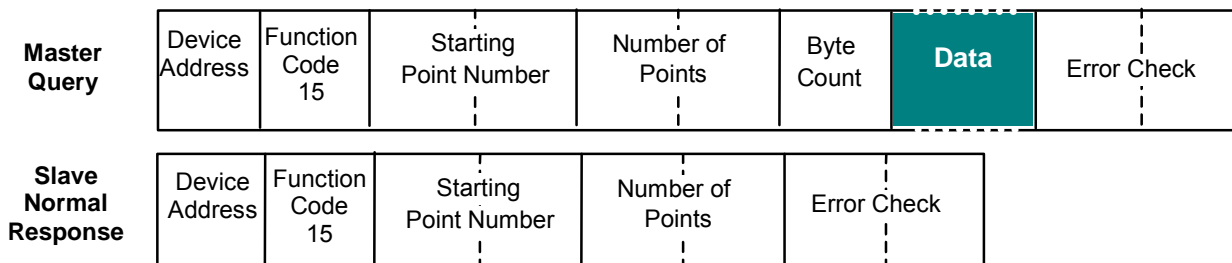 Master
Query
Device
Address
Function
Code
15
Starting
Point Number
Number of
Points
Byte
Count
Data
Error Check
Slave
Normal
Response
Device
Address
Function
Code
15
Starting
Point Number
Number of
Points
Error Check